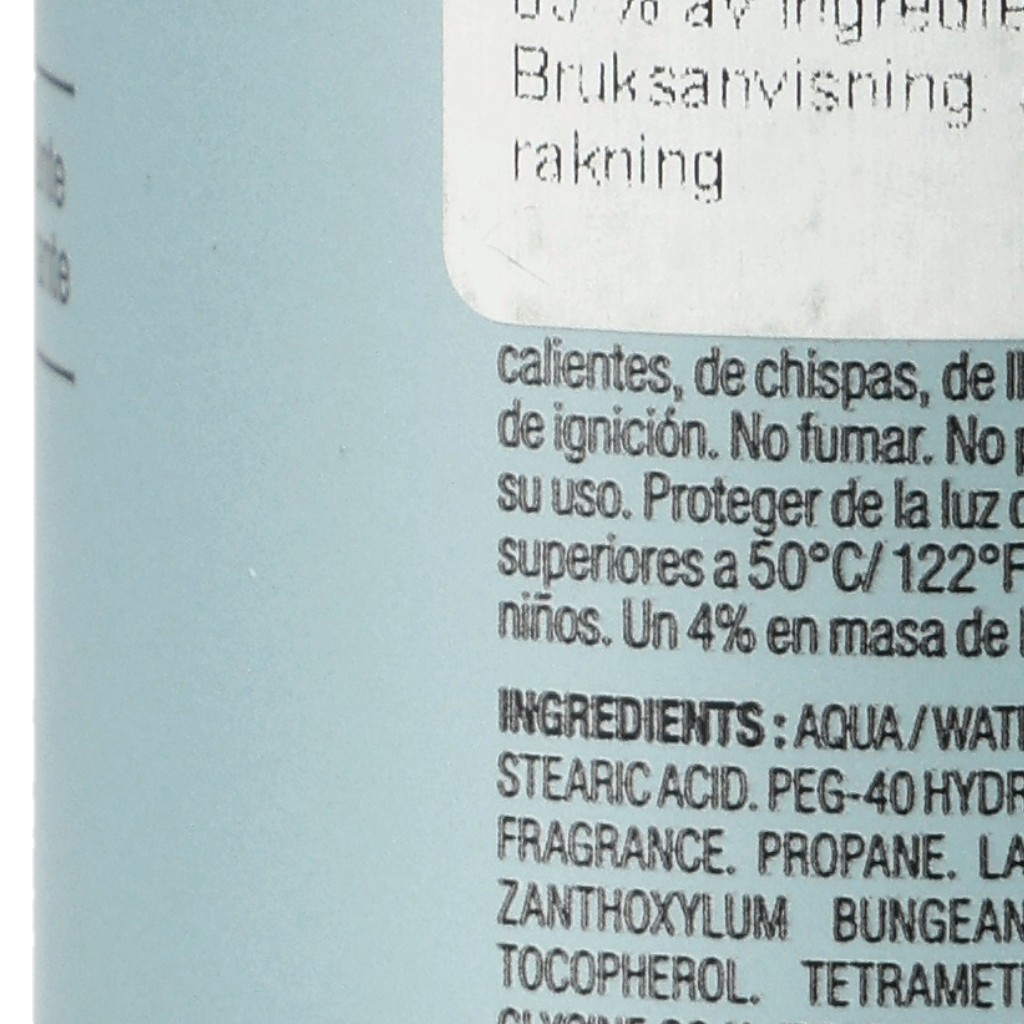 % av
Bruksanvisning.
rakning
calientes, de chispas, de
de ignición. No fumar. No
su uso. Proteger de la luz
superiores a 50°C/ 122°F
niños. Un 4% en masa de
INGREDIENTS : AQUA/WAT
STEARIC ACID. PEG-40 HYDR
FRAGRANCE. PROPANE. LA
ZANTHOXYLUM BUNGEAN
TOCOPHEROL. TETRAMET